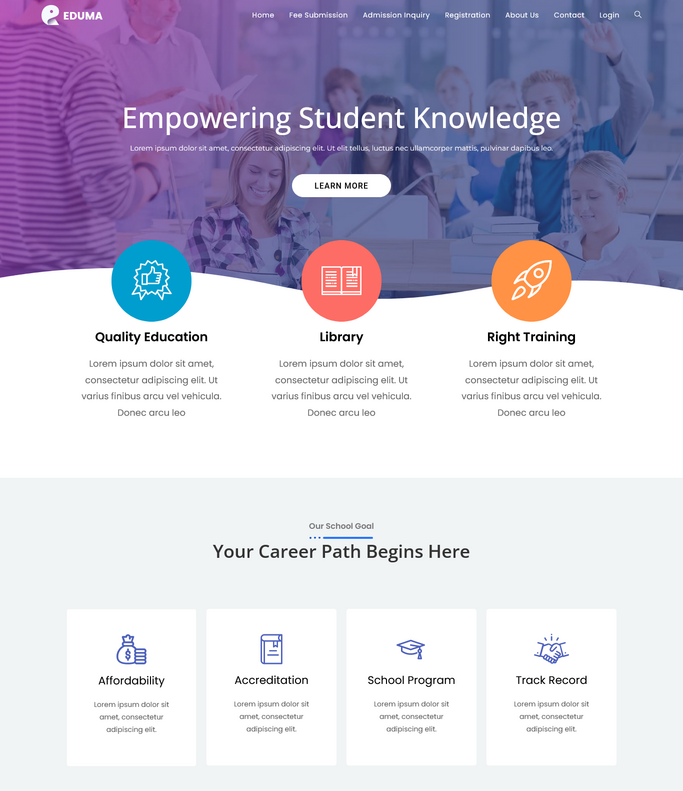 EDUMA
Home Fee Submission Admission Inquiry Registration About Us Contact Login
Empowering Student Knowledge
Lorem ipsum dolor sit amet, consectetur adipiscing elit. Ut elit tellus, luctus nec ullamcorper mattis, pulvinar dapibus leo.
LEARN MORE
Quality Education
Lorem ipsum dolor sit amet,
consectetur adipiscing elit. Ut
varius finibus arcu vel vehicula.
Donec arcu leo
Library
Lorem ipsum dolor sit amet,
consectetur adipiscing elit. Ut
varius finibus arcu vel vehicula.
Donec arcu leo
Right Training
Lorem ipsum dolor sit amet,
consectetur adipiscing elit. Ut
varius finibus arcu vel vehicula.
Donec arcu leo
Our School Goal
Your Career Path Begins Here
Affordability
Lorem ipsum dolor sit
amet, consectetur
adipiscing elit.
Accreditation
Lorem ipsum dolor sit
amet, consectetur
adipiscing elit.
School Program
Lorem ipsum dolor sit
amet, consectetur
adipiscing elit.
Track Record
Lorem ipsum dolor sit
amet, consectetur
adipiscing elit.